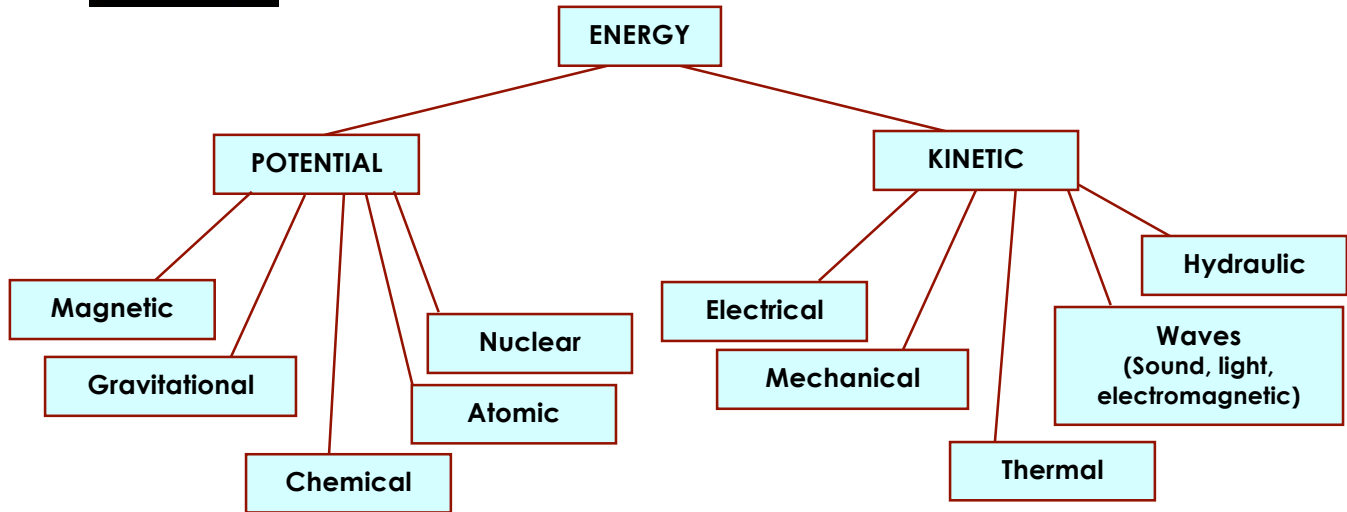 ENERGY
POTENTIAL
KINETIC
Magnetic
Gravitational
Chemical
Atomic
Nuclear
Electrical
Mechanical
Thermal
Waves
(Sound, light,
electromagnetic)
Hydraulic